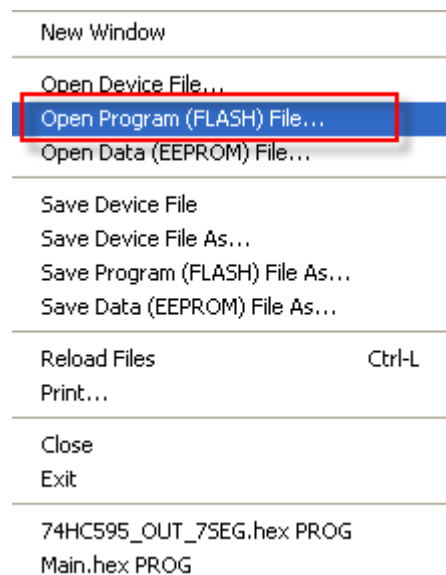 New Window
Open Device File...
Open Program (FLASH) File...
Open Data (EEPROM) File...
Save Device File
Save Device File As...
Save Program (FLASH) File As...
Save Data (EEPROM) File As...
Reload Files Ctrl-L
Print...
Close
Exit
74HC595_OUT_7SEG.hex PROG
Main.hex PROG